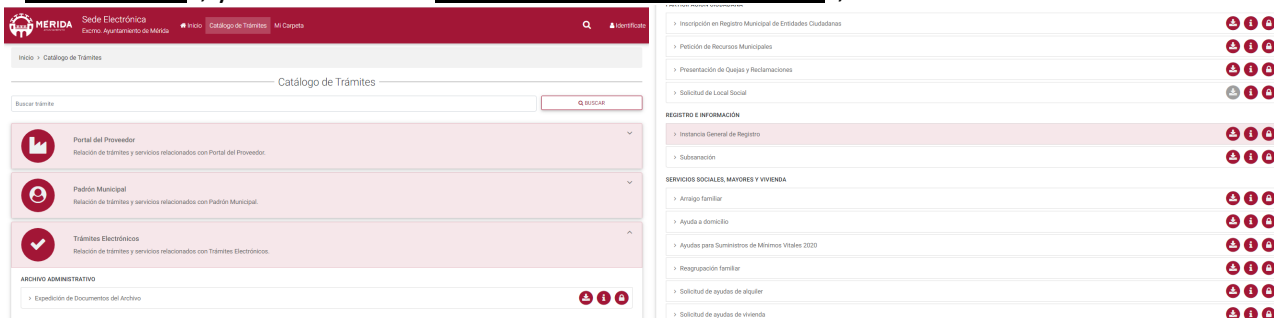 MÉRIDA
Sede Electrónica
Excmo. Ayuntamiento de Mérida
Inicio Catálogo de Trámites Mi Carpeta
Identifícate
Inicio > Catálogo de Trámites
Catálogo de Trámites
Buscar trámite
BUSCAR
Portal del Proveedor
Relación de trámites y servicios relacionados con Portal del Proveedor.
Padrón Municipal
Relación de trámites y servicios relacionados con Padrón Municipal.
Trámites Electrónicos
Relación de trámites y servicios relacionados con Trámites Electrónicos.
ARCHIVO ADMINISTRATIVO
> Expedición de Documentos del Archivo
> Inscripción en Registro Municipal de Entidades Ciudadanas
> Petición de Recursos Municipales
> Presentación de Quejas y Reclamaciones
> Solicitud de Local Social
REGISTRO E INFORMACIÓN
> Instancia General de Registro
> Subsanación
SERVICIOS SOCIALES, MAYORES Y VIVIENDA
> Arraigo familiar
> Ayuda a domicilio
> Ayudas para Suministros de Mínimos Vitales 2020
> Reagrupación familiar
> Solicitud de ayudas de alquiler
> Solicitud de ayudas de vivienda